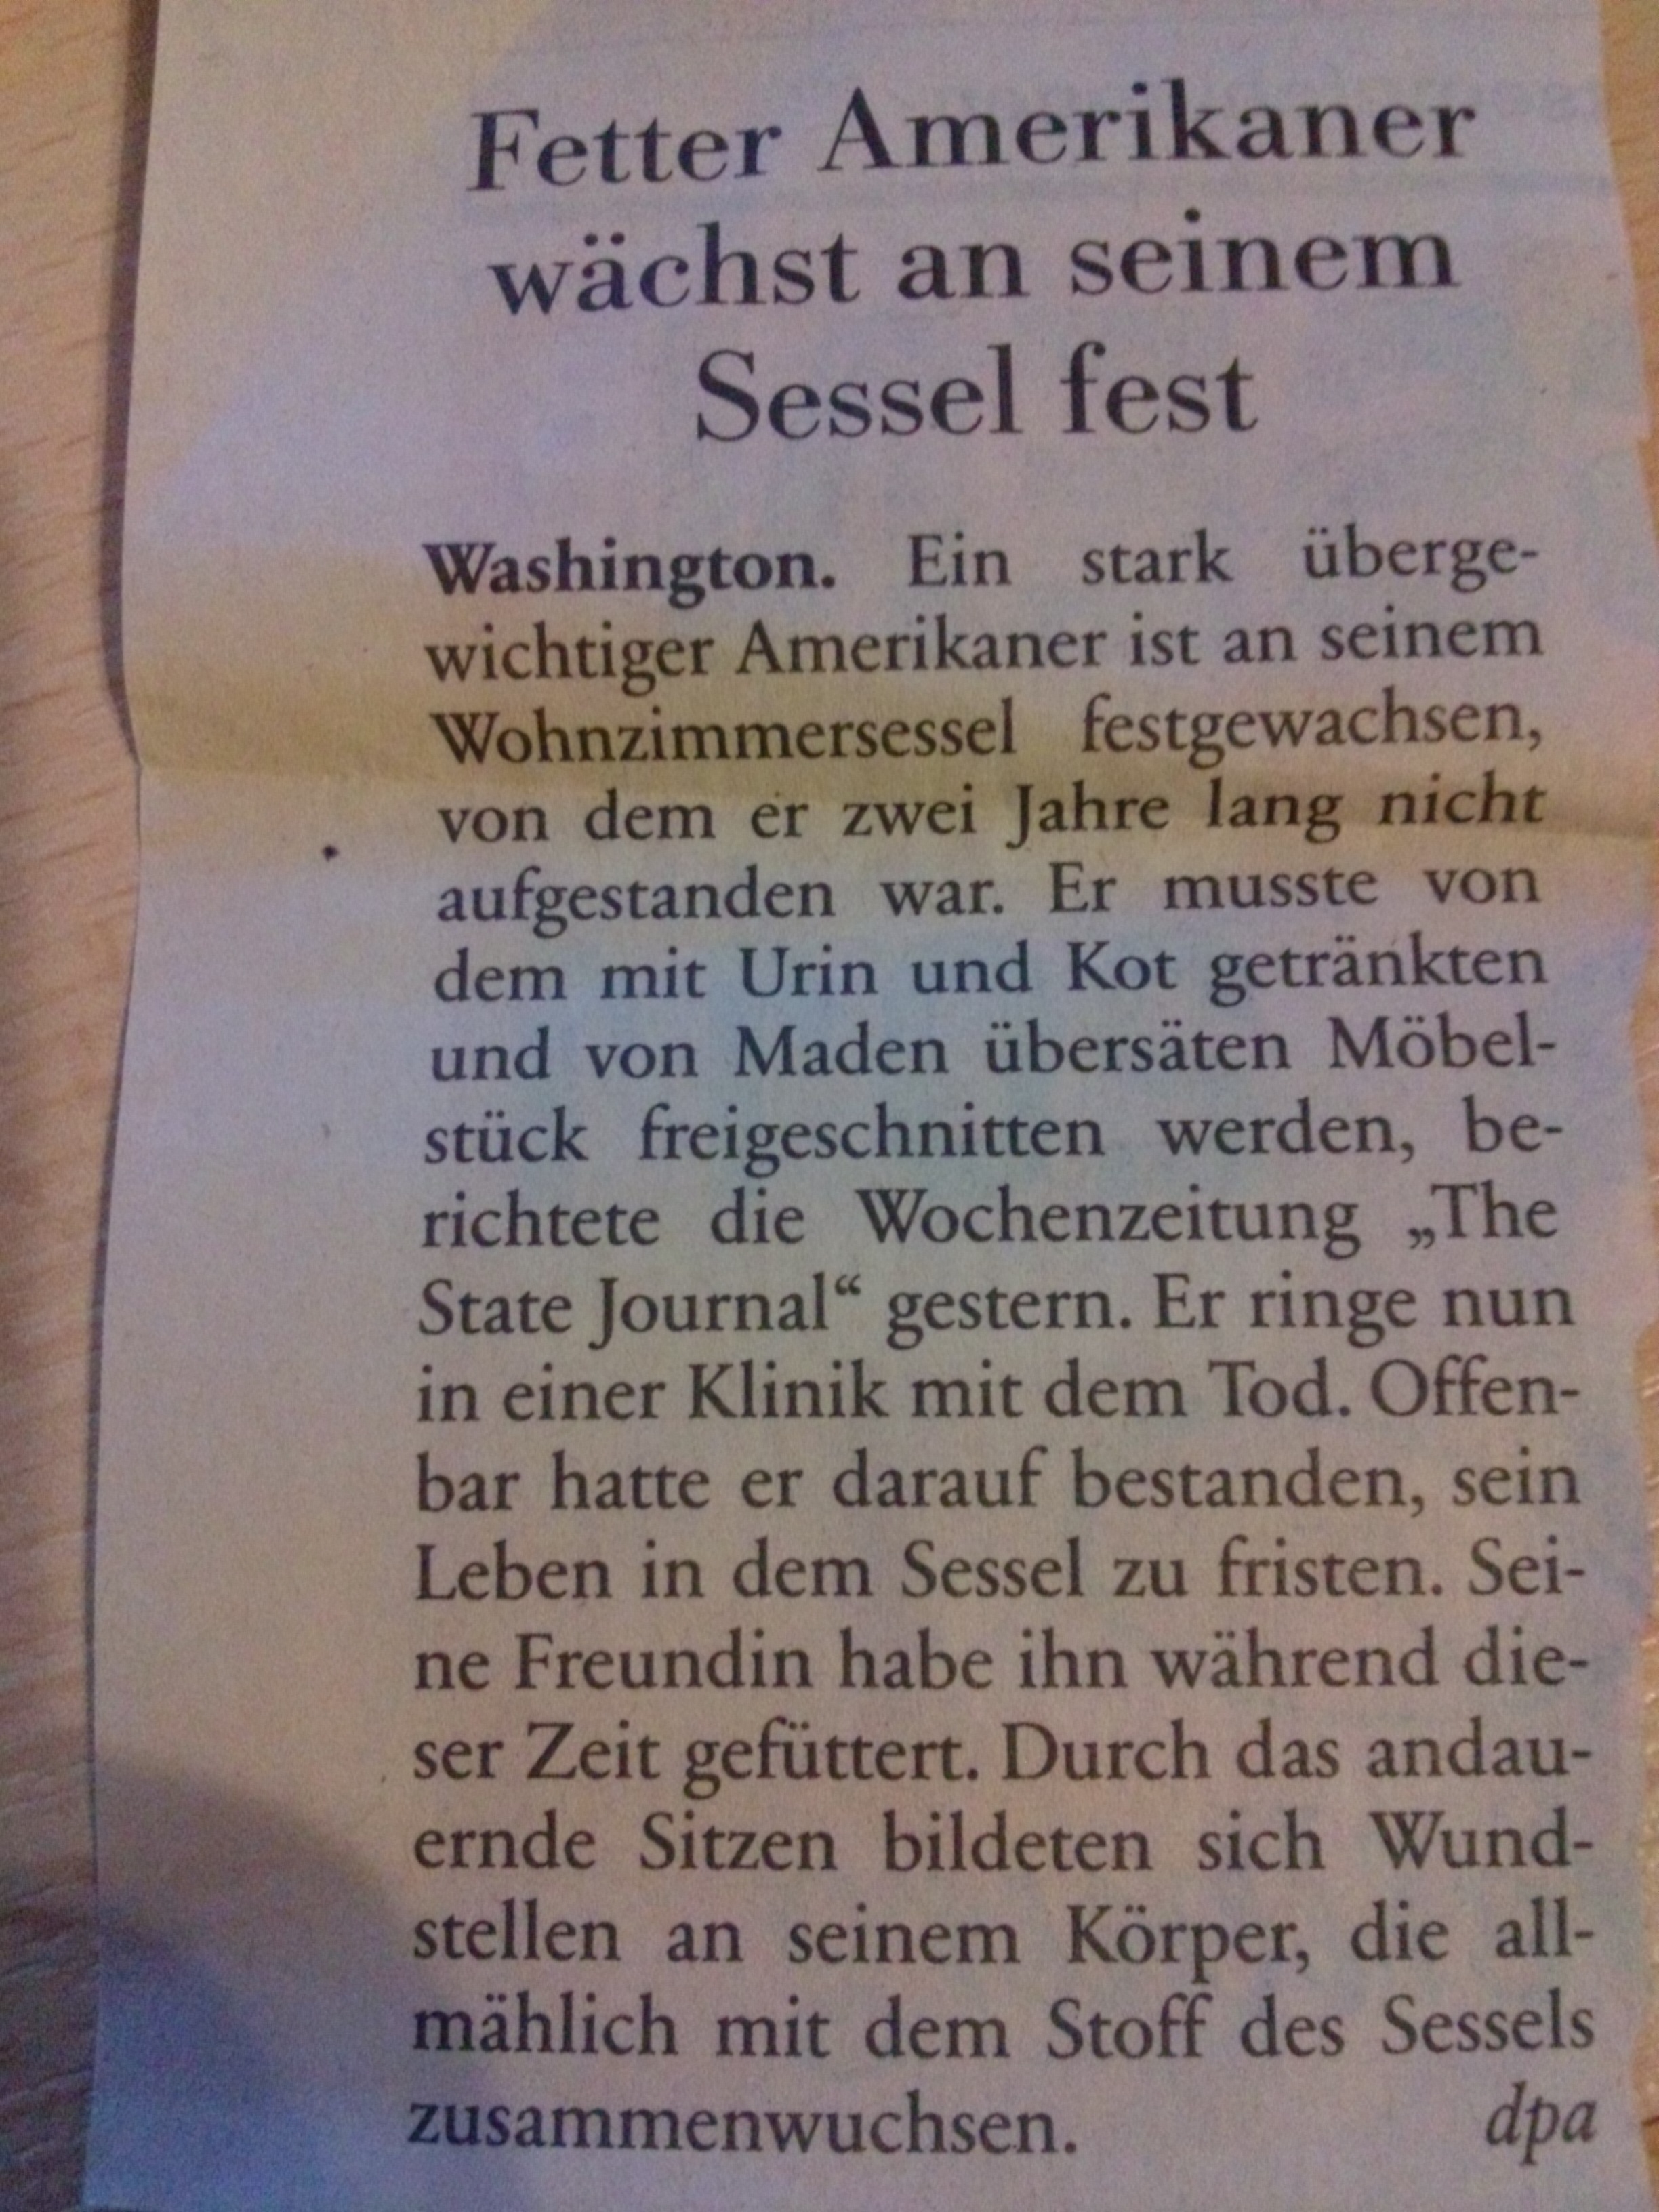 Fetter Amerikaner
wächst an seinem
Sessel fest
Washington. Ein stark überge-
wichtiger Amerikaner ist an seinem
Wohnzimmersessel festgewachsen,
von dem er zwei Jahre lang nicht
aufgestanden war. Er musste von
dem mit Urin und Kot getränkten
und von Maden übersäten Möbel-
stück freigeschnitten werden, be-
richtete die Wochenzeitung „The
State Journal“ gestern. Er ringe nun
in einer Klinik mit dem Tod. Offen-
bar hatte er darauf bestanden, sein
Leben in dem Sessel zu fristen. Sei-
ne Freundin habe ihn während die-
ser Zeit gefüttert. Durch das andau-
ernde Sitzen bildeten sich Wund-
stellen an seinem Körper, die all-
mählich mit dem Stoff des Sessels
zusammenwuchsen. dpa